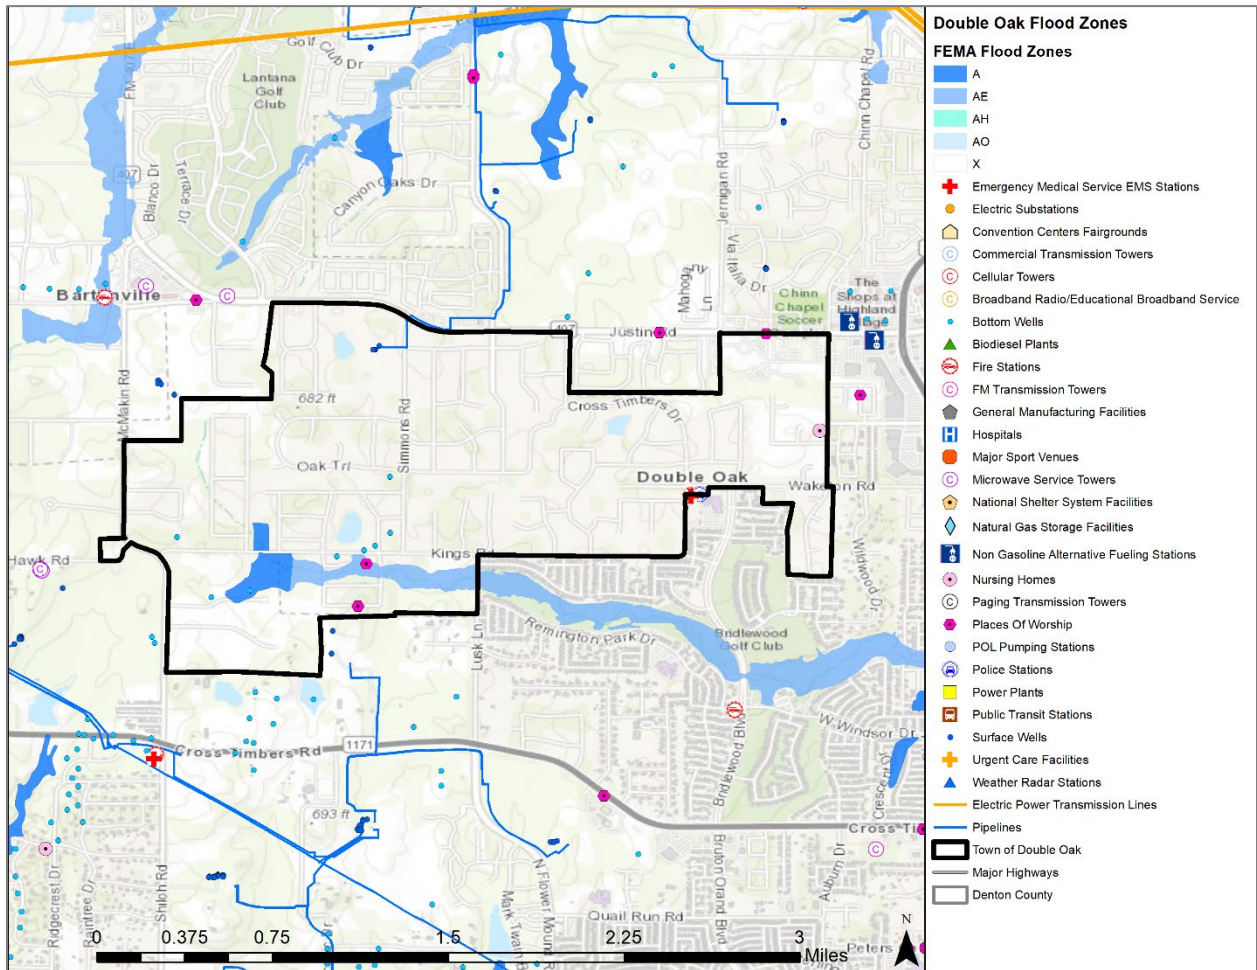 Golf
Club Dr
FM 407 E
Lantana
Golf
Club
Chinn Chapel Rd
407
Blanco Dr
Terrace Dr
Canyon Oaks Dr
Jernigan Rd
Via Italia Dr
Mahogany
Ln
Chinn
Chapel
Soccer
The
Shops at
Highland
Village
Bartonville
407
Justin Rd
McMakin Rd
682 ft
Cross Timbers Dr
Simmons Rd
Oak Trl
Double Oak
Waketon Rd
Hawk Rd
Kings Rd
Wildwood Dr
Lusk Ln
Remington Park Dr
Bridlewood
Golf Club
Cross Timbers Rd
1171
W Windsor Dr
Bridlewood Blvd
Crescent
693 ft
Cross Ti
Ridgecrest Dr
Raintree Dr
Shiloh Rd
N Flower Mound R
Mark Twain
Bruton Orand Blvd
Auburn Dr
Quail Run Rd
Peters
0 0.375 0.75 1.5 2.25 3
Miles
N
Double Oak Flood Zones
FEMA Flood Zones
A
AE
AH
AO
X
Emergency Medical Service EMS Stations
Electric Substations
Convention Centers Fairgrounds
Commercial Transmission Towers
Cellular Towers
Broadband Radio/Educational Broadband Service
Bottom Wells
Biodiesel Plants
Fire Stations
FM Transmission Towers
General Manufacturing Facilities
Hospitals
Major Sport Venues
Microwave Service Towers
National Shelter System Facilities
Natural Gas Storage Facilities
Non Gasoline Alternative Fueling Stations
Nursing Homes
Paging Transmission Towers
Places Of Worship
POL Pumping Stations
Police Stations
Power Plants
Public Transit Stations
Surface Wells
Urgent Care Facilities
Weather Radar Stations
Electric Power Transmission Lines
Pipelines
Town of Double Oak
Major Highways
Denton County